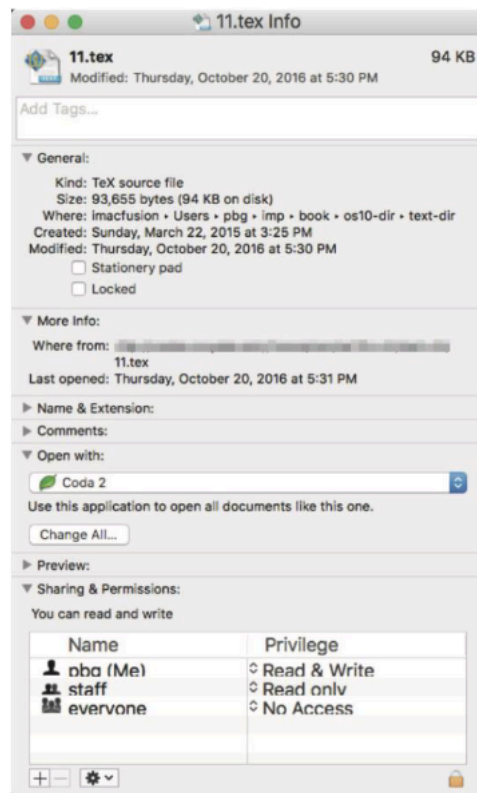 11.tex Info
11.tex 94 KB
Modified: Thursday, October 20, 2016 at 5:30 PM
Add Tags...
General:
Kind: TeX source file
Size: 93,655 bytes (94 KB on disk)
Where: imacfusion ▸ Users ▸ pbg ▸ imp ▸ book ▸ os10-dir ▸ text-dir
Created: Sunday, March 22, 2015 at 3:25 PM
Modified: Thursday, October 20, 2016 at 5:30 PM
Stationery pad
Locked
More Info:
Where from:
11.tex
Last opened: Thursday, October 20, 2016 at 5:31 PM
Name & Extension:
Comments:
Open with:
Coda 2
Use this application to open all documents like this one.
Change All...
Preview:
Sharing & Permissions:
You can read and write
Name Privilege
pbg (Me) Read & Write
staff Read only
everyone No Access